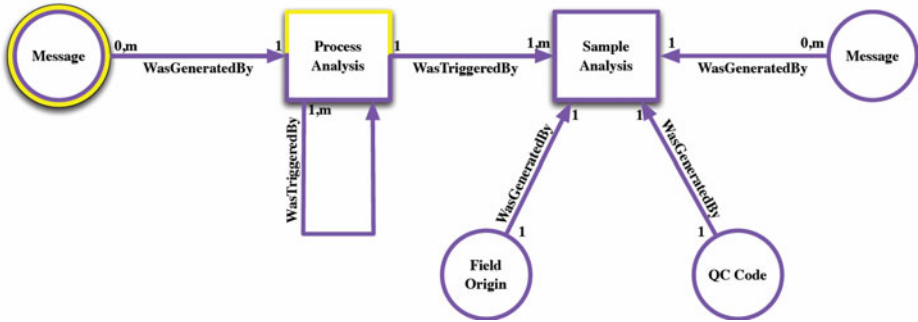 0,m
1
Process
1
1,m
Sample
1
0,m
Message
Analysis
Analysis
Message
WasGeneratedBy
WasTriggeredBy
WasGeneratedBy
1,m
1
1
WasTriggeredBy
WasGeneratedBy
WasGeneratedBy
1
1
Field
Origin
QC Code